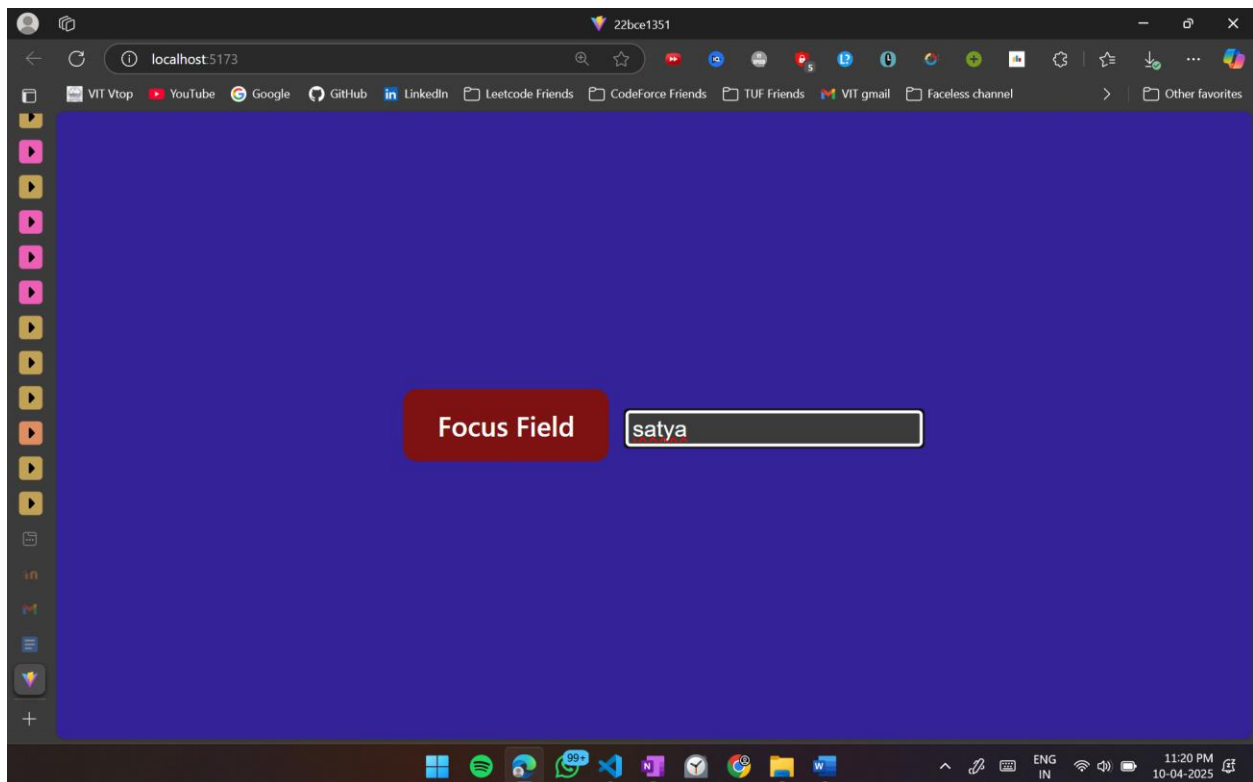 22bce1351
localhost:5173
5
VIT Vtop YouTube Google GitHub LinkedIn Leetcode Friends CodeForce Friends TUF Friends VIT gmail Faceless channel Other favorites
Focus Field
satya
99+
ENG
IN
11:20 PM
10-04-2025